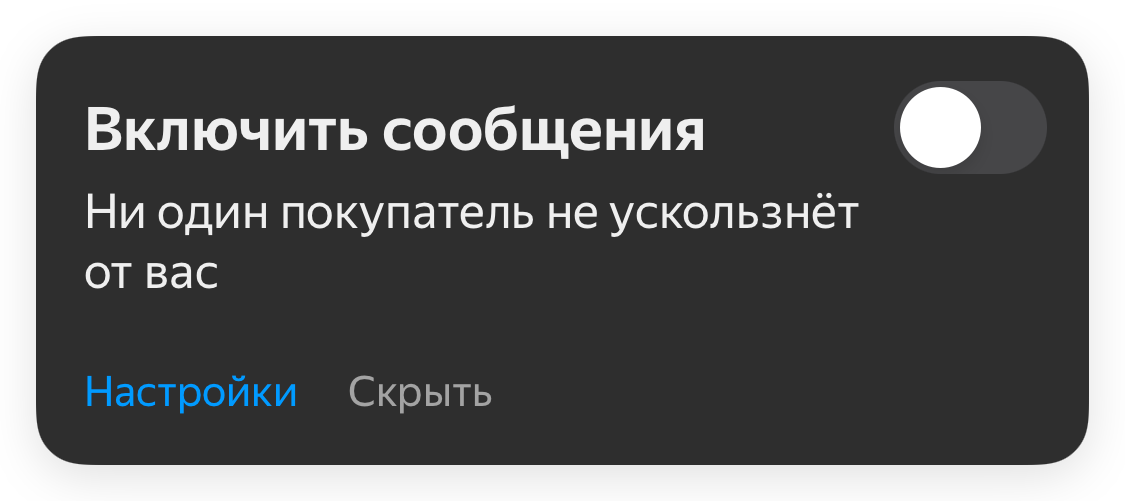 Включить сообщения
Ни один покупатель не ускользнёт
от вас
Настройки Скрыть